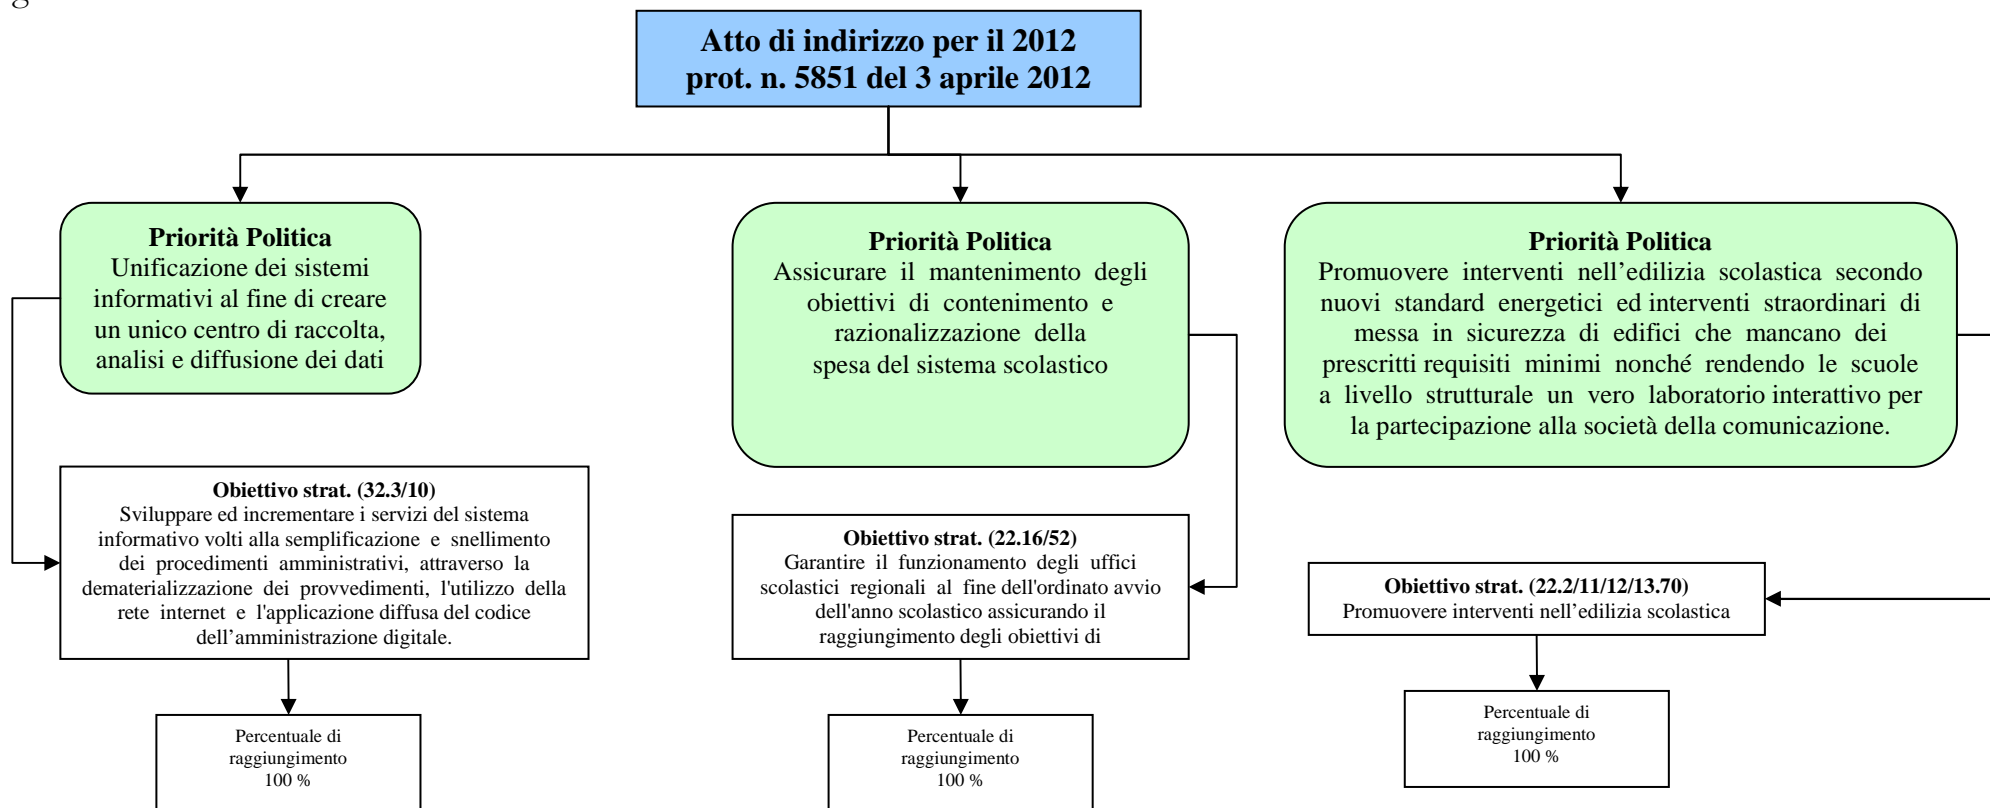 Atto di indirizzo per il 2012
prot. n. 5851 del 3 aprile 2012
Priorità Politica
Unificazione dei sistemi
informativi al fine di creare
un unico centro di raccolta,
analisi e diffusione dei dati
Priorità Politica
Assicurare il mantenimento degli
obiettivi di contenimento e
razionalizzazione della
spesa del sistema scolastico
Priorità Politica
Promuovere interventi nell’edilizia scolastica secondo
nuovi standard energetici ed interventi straordinari di
messa in sicurezza di edifici che mancano dei
prescritti requisiti minimi nonché rendendo le scuole
a livello strutturale un vero laboratorio interattivo per
la partecipazione alla società della comunicazione.
Obiettivo strat. (32.3/10)
Sviluppare ed incrementare i servizi del sistema
informativo volti alla semplificazione e snellimento
dei procedimenti amministrativi, attraverso la
dematerializzazione dei provvedimenti, l'utilizzo della
rete internet e l'applicazione diffusa del codice
dell’amministrazione digitale.
Obiettivo strat. (22.16/52)
Garantire il funzionamento degli uffici
scolastici regionali al fine dell'ordinato avvio
dell'anno scolastico assicurando il
raggiungimento degli obiettivi di
Obiettivo strat. (22.2/11/12/13.70)
Promuovere interventi nell’edilizia scolastica
Percentuale di
raggiungimento
100 %
Percentuale di
raggiungimento
100 %
Percentuale di
raggiungimento
100 %